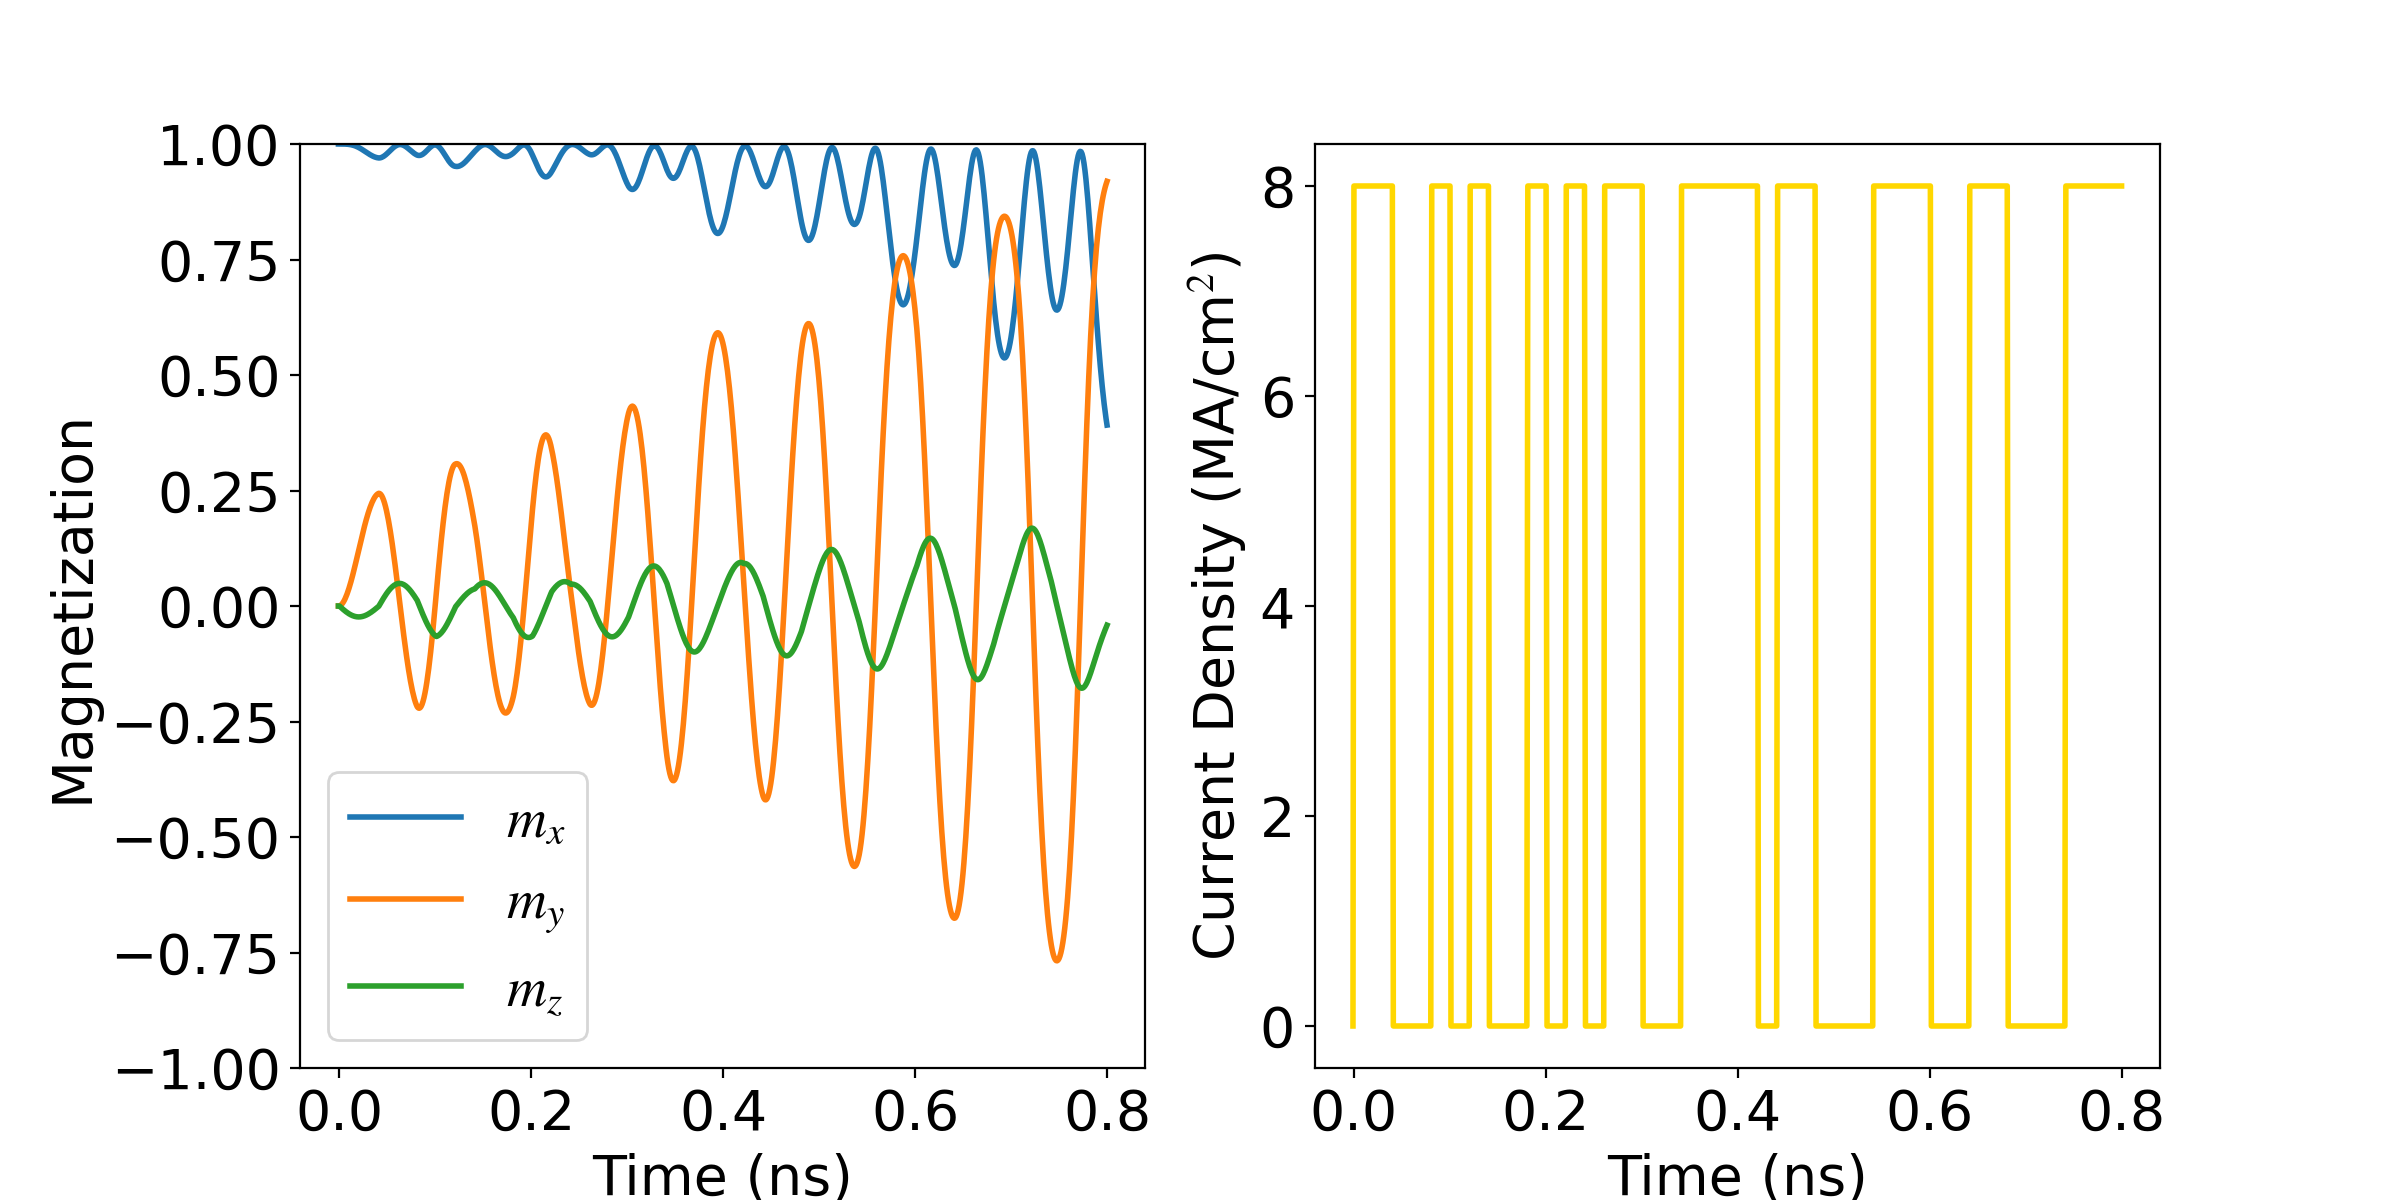 1.00
0.75
0.50
0.25
0.00
−0.25
−0.50
−0.75
−1.00
Magnetization
m_x
m_y
m_z
0.0 0.2 0.4 0.6 0.8
Time (ns)
8
6
4
2
0
Current Density (MA/cm²)
0.0 0.2 0.4 0.6 0.8
Time (ns)